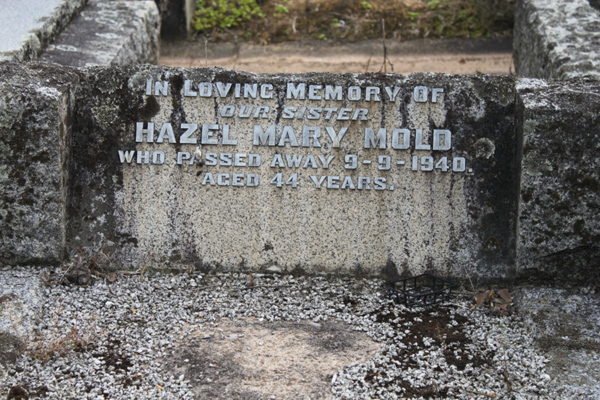 IN LOVING MEMORY OF
OUR SISTER
HAZEL MARY MOLD
WHO PASSED AWAY 9-9-1940.
AGED 44 YEARS.